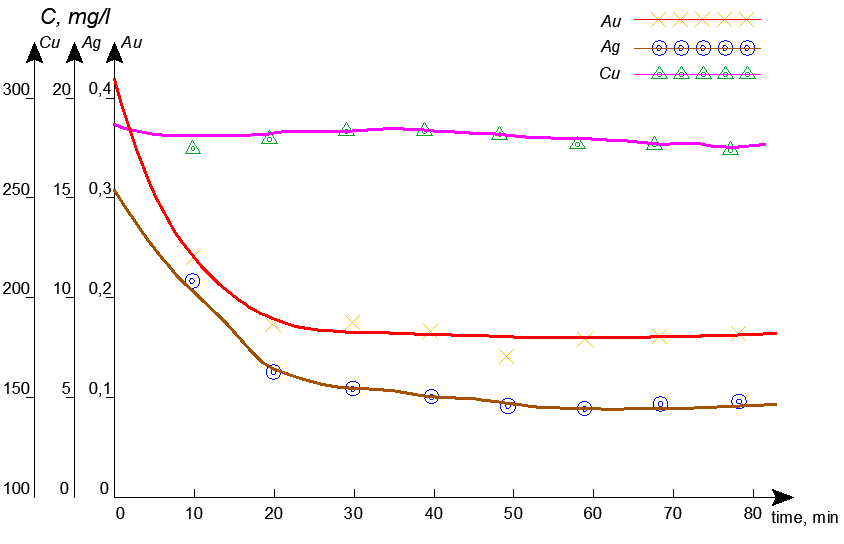 C, mg/l
Cu Ag Au
Au
Ag
Cu
300 20 0,4
250 15 0,3
200 10 0,2
150 5 0,1
100 0 0
0 10 20 30 40 50 60 70 80
time, min